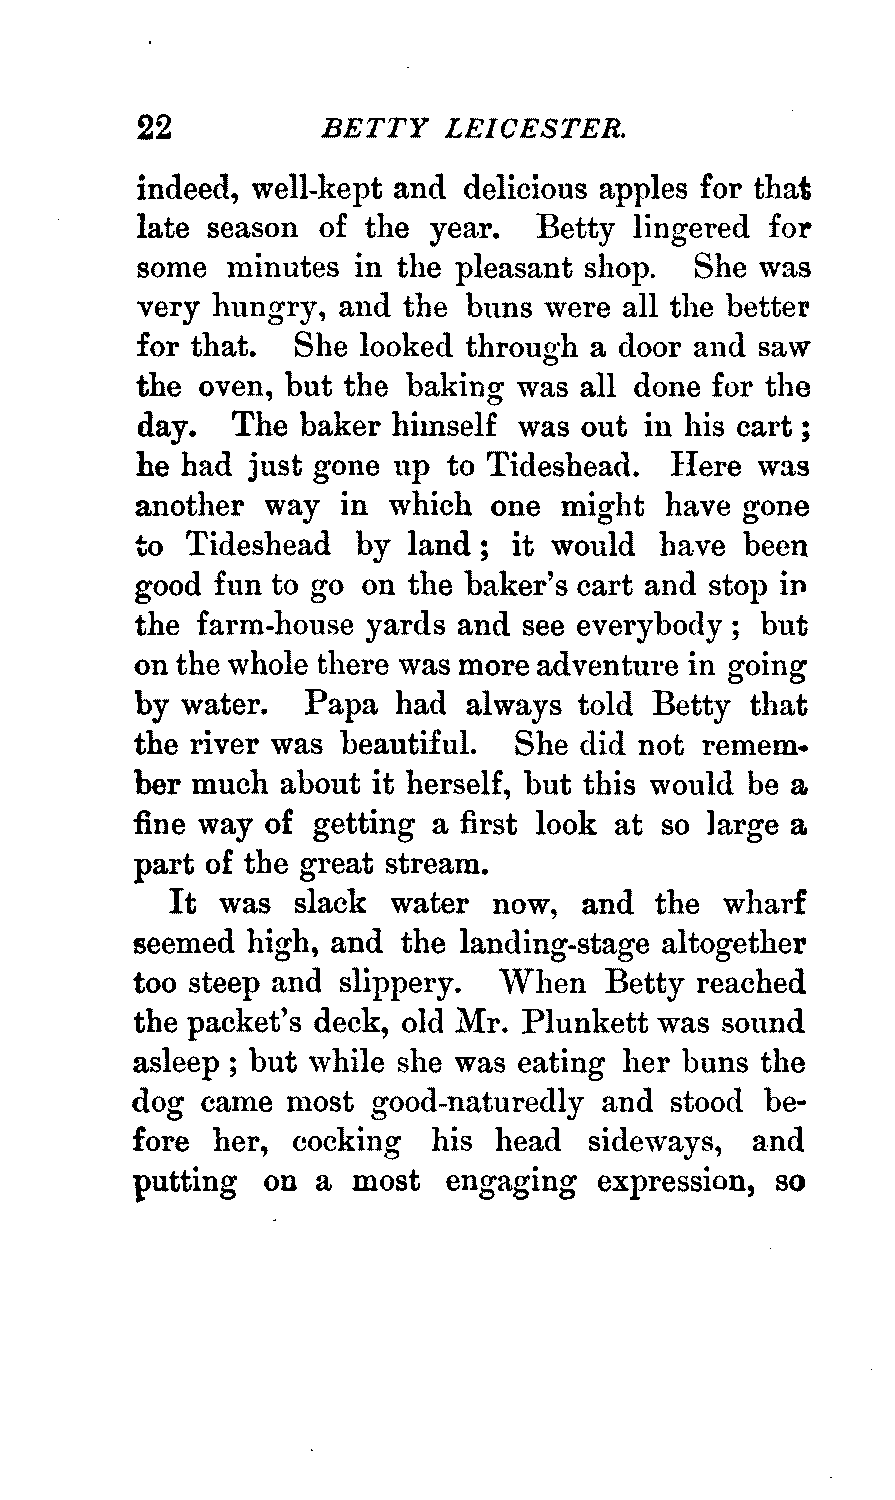 22 BETTY LEICESTER.
indeed, well-kept and delicious apples for that
late season of the year. Betty lingered for
some minutes in the pleasant shop. She was
very hungry, and the buns were all the better
for that. She looked through a door and saw
the oven, but the baking was all done for the
day. The baker himself was out in his cart ;
he had just gone up to Tideshead. Here was
another way in which one might have gone
to Tideshead by land ; it would have been
good fun to go on the baker's cart and stop in
the farm-house yards and see everybody ; but
on the whole there was more adventure in going
by water. Papa had always told Betty that
the river was beautiful. She did not remem-
ber much about it herself, but this would be a
fine way of getting a first look at so large a
part of the great stream.
It was slack water now, and the wharf
seemed high, and the landing-stage altogether
too steep and slippery. When Betty reached
the packet's deck, old Mr. Plunkett was sound
asleep ; but while she was eating her buns the
dog came most good-naturedly and stood be-
fore her, cocking his head sideways, and
putting on a most engaging expression, so